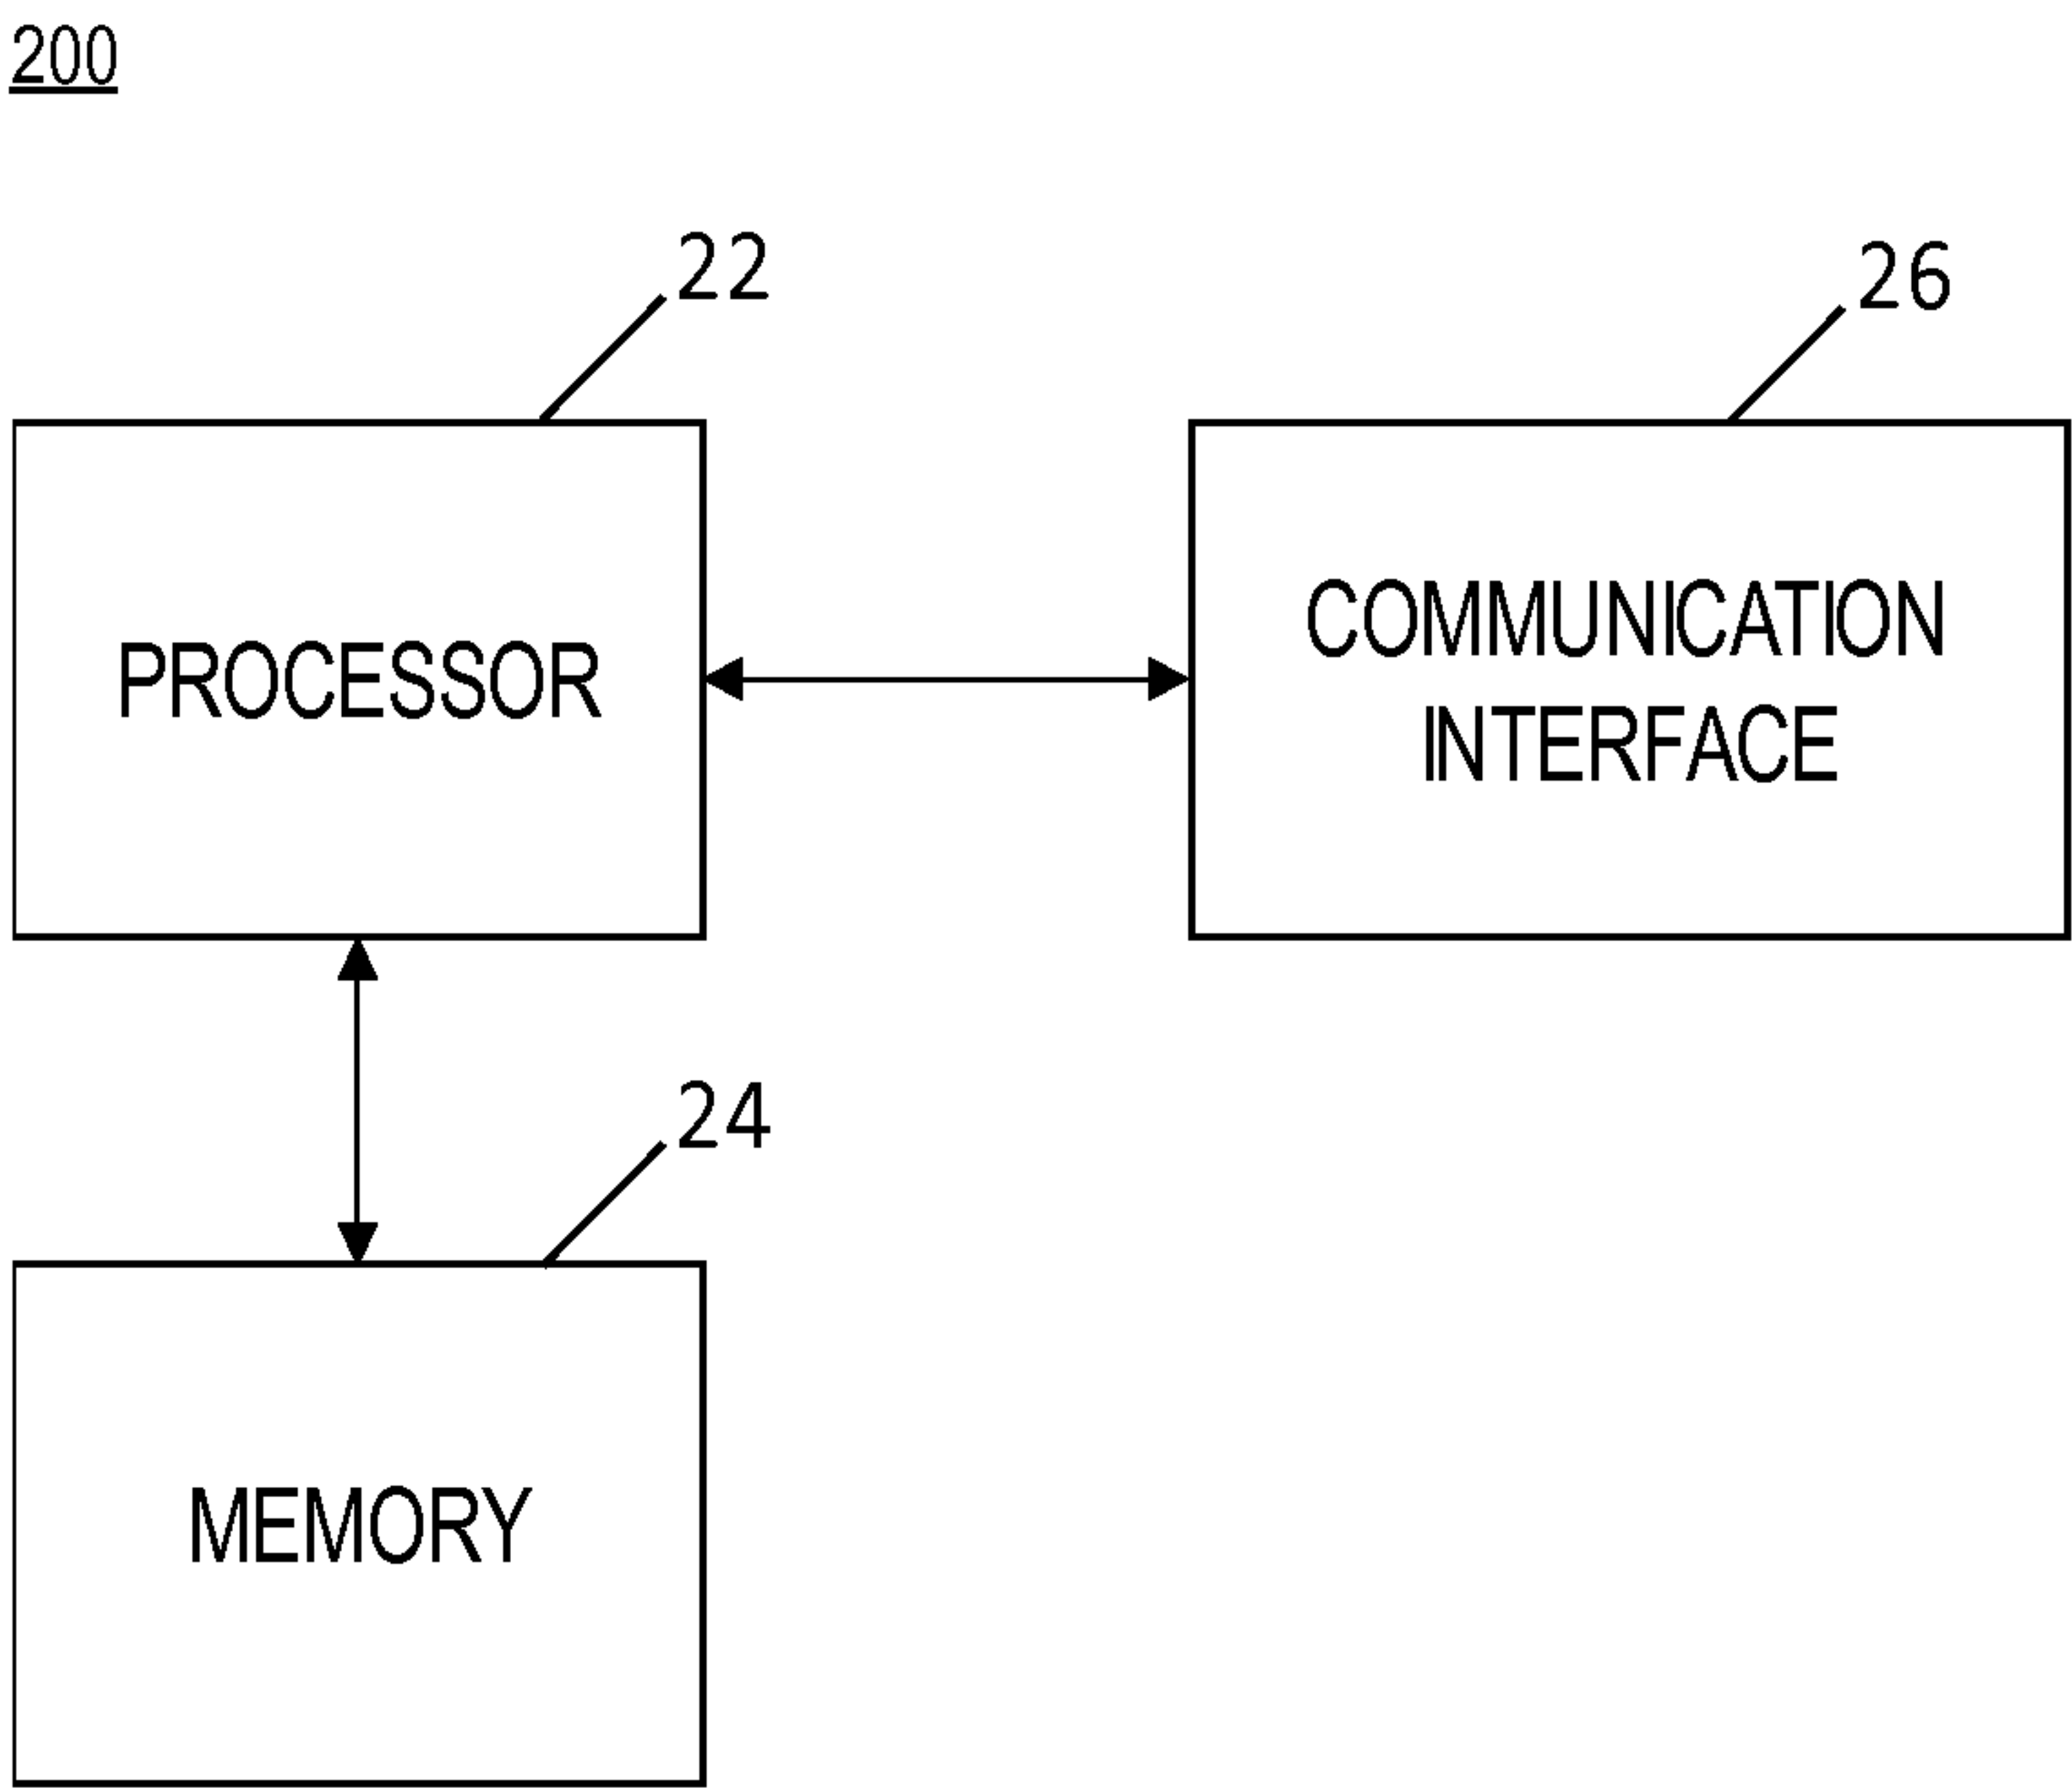 200
22
26
PROCESSOR
COMMUNICATION
INTERFACE
24
MEMORY